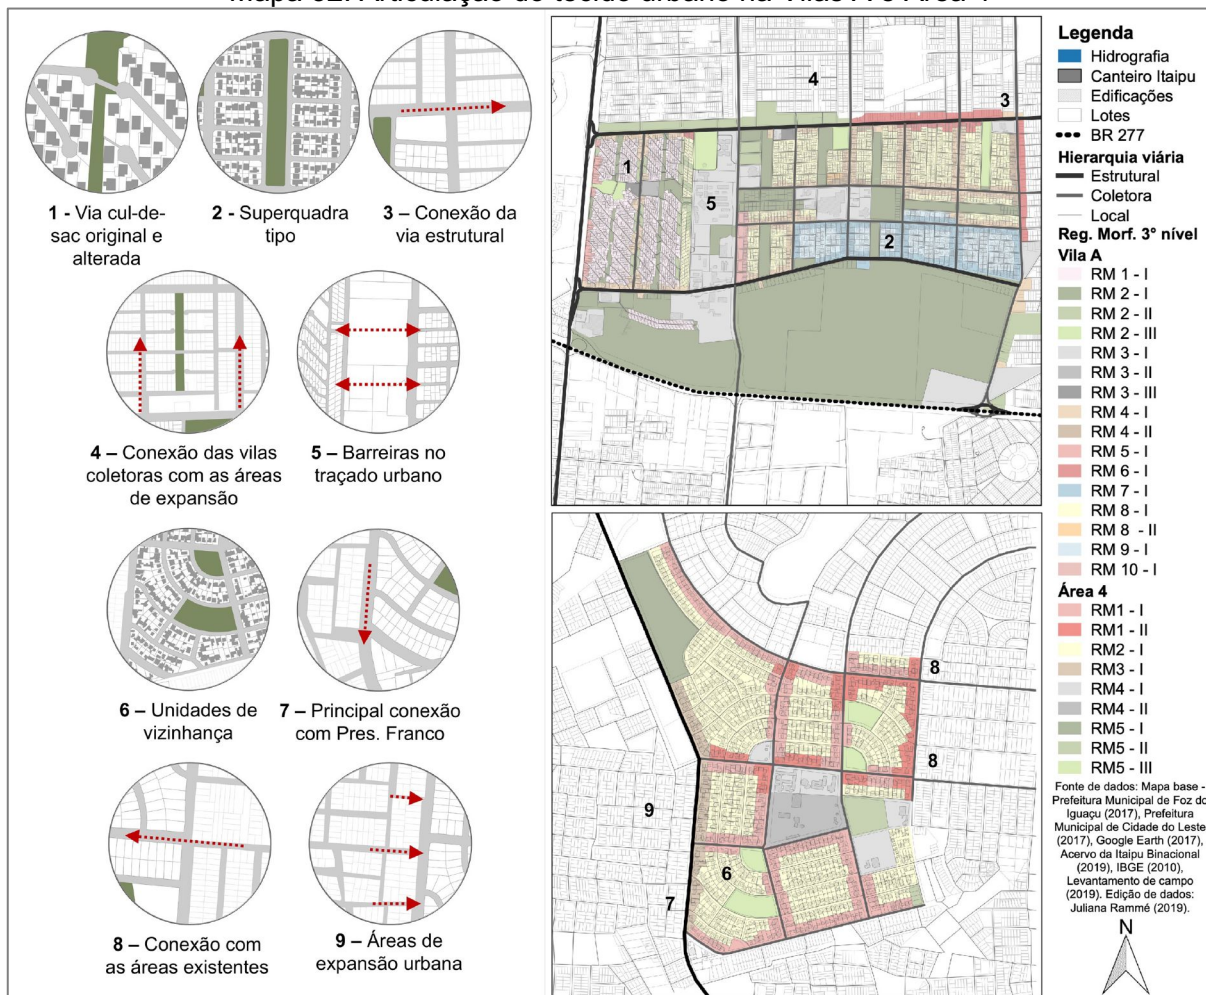 1 - Via cul-de-
sac original e
alterada
2 - Superquadra
tipo
3 – Conexão da
via estrutural
4 – Conexão das vilas
coletoras com as áreas
de expansão
5 – Barreiras no
traçado urbano
6 – Unidades de
vizinhança
7 – Principal conexão
com Pres. Franco
8 – Conexão com
as áreas existentes
9 – Áreas de
expansão urbana
4
3
1
5
2
8
8
9
6
7
Legenda
Hidrografia
Canteiro Itaipu
Edificações
Lotes
BR 277
Hierarquia viária
Estrutural
Coletora
Local
Reg. Morf. 3° nível
Vila A
RM 1 - I
RM 2 - I
RM 2 - II
RM 2 - III
RM 3 - I
RM 3 - II
RM 3 - III
RM 4 - I
RM 4 - II
RM 5 - I
RM 6 - I
RM 7 - I
RM 8 - I
RM 8 - II
RM 9 - I
RM 10 - I
Área 4
RM1 - I
RM1 - II
RM2 - I
RM3 - I
RM4 - I
RM4 - II
RM5 - I
RM5 - II
RM5 - III
Fonte de dados: Mapa base -
Prefeitura Municipal de Foz do
Iguaçu (2017), Prefeitura
Municipal de Cidade do Leste
(2017), Google Earth (2017),
Acervo da Itaipu Binacional
(2019), IBGE (2010),
Levantamento de campo
(2019). Edição de dados:
Juliana Rammé (2019).
N